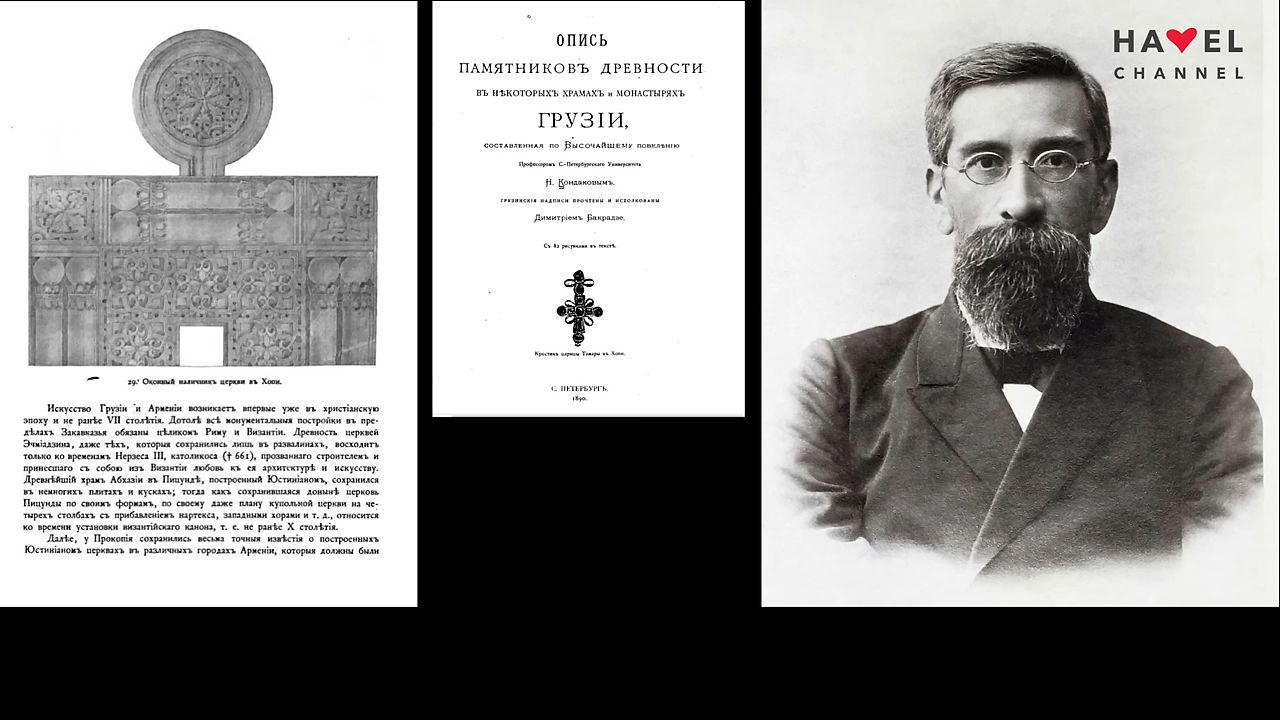 29. Оконный наличникъ церкви въ Хопи.
Искусство Грузіи и Арменіи возникаетъ впервые уже въ христіанскую
эпоху и не ранѣе VII столѣтія. Дотолѣ всѣ монументальныя постройки въ пре-
дѣлахъ Закавказья обязаны цѣликомъ Риму и Византіи. Древность церквей
Эчміадзина, даже тѣхъ, которыя сохранились лишь въ развалинахъ, восходитъ
только ко временамъ Нерзеса III, католикоса († 661), прозваннаго строителемъ и
принесшаго съ собою изъ Византіи любовь къ ея архитектурѣ и искусству.
Древнѣйшій храмъ Абхазіи въ Пицундѣ, построенный Юстиніаномъ, сохранился
въ немногихъ плитахъ и кускахъ; тогда какъ сохранившаяся донынѣ церковь
Пицунды по своимъ формамъ, по своему даже плану купольной церкви на че-
тырехъ столбахъ съ прибавленіемъ нартекса, западными хорами и т. д., относится
ко времени установки византійскаго канона, т. е. не ранѣе X столѣтія.
Далѣе, у Прокопія сохранились весьма точныя извѣстія о построенныхъ
Юстиніаномъ церквахъ въ различныхъ городахъ Арменіи, которыя должны были
ОПИСЬ
ПАМЯТНИКОВЪ ДРЕВНОСТИ
ВЪ НѢКОТОРЫХЪ ХРАМАХЪ и МОНАСТЫРЯХЪ
ГРУЗІИ,
СОСТАВЛЕННАЯ ПО ВЫСОЧАЙШЕМУ ПОВЕЛѢНІЮ
Профессоромъ С.-Петербургскаго Университета
Н. Кондаковымъ.
ГРУЗИНСКІЯ НАДПИСИ ПРОЧТЕНЫ И ИСТОЛКОВАНЫ
Димитріемъ Бакрадзе,
Съ 82 рисунками въ текстѣ.
Крестикъ царицы Тамары въ Хопи.
С. ПЕТЕРБУРГЪ.
1890.
HAVEL
CHANNEL